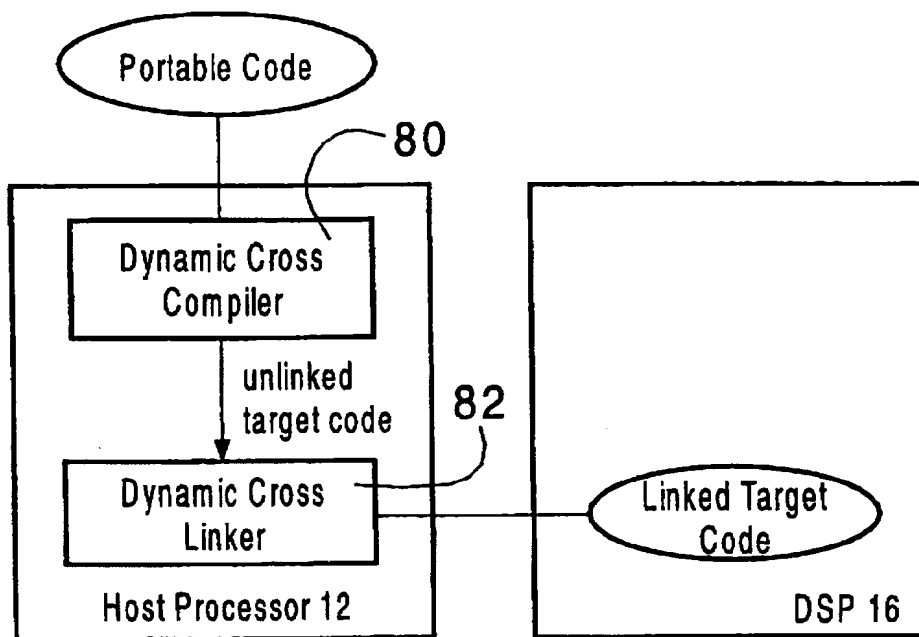 Portable Code
80
Dynamic Cross
Compiler
unlinked
target code
82
Dynamic Cross
Linker
Linked Target
Code
Host Processor 12
DSP 16